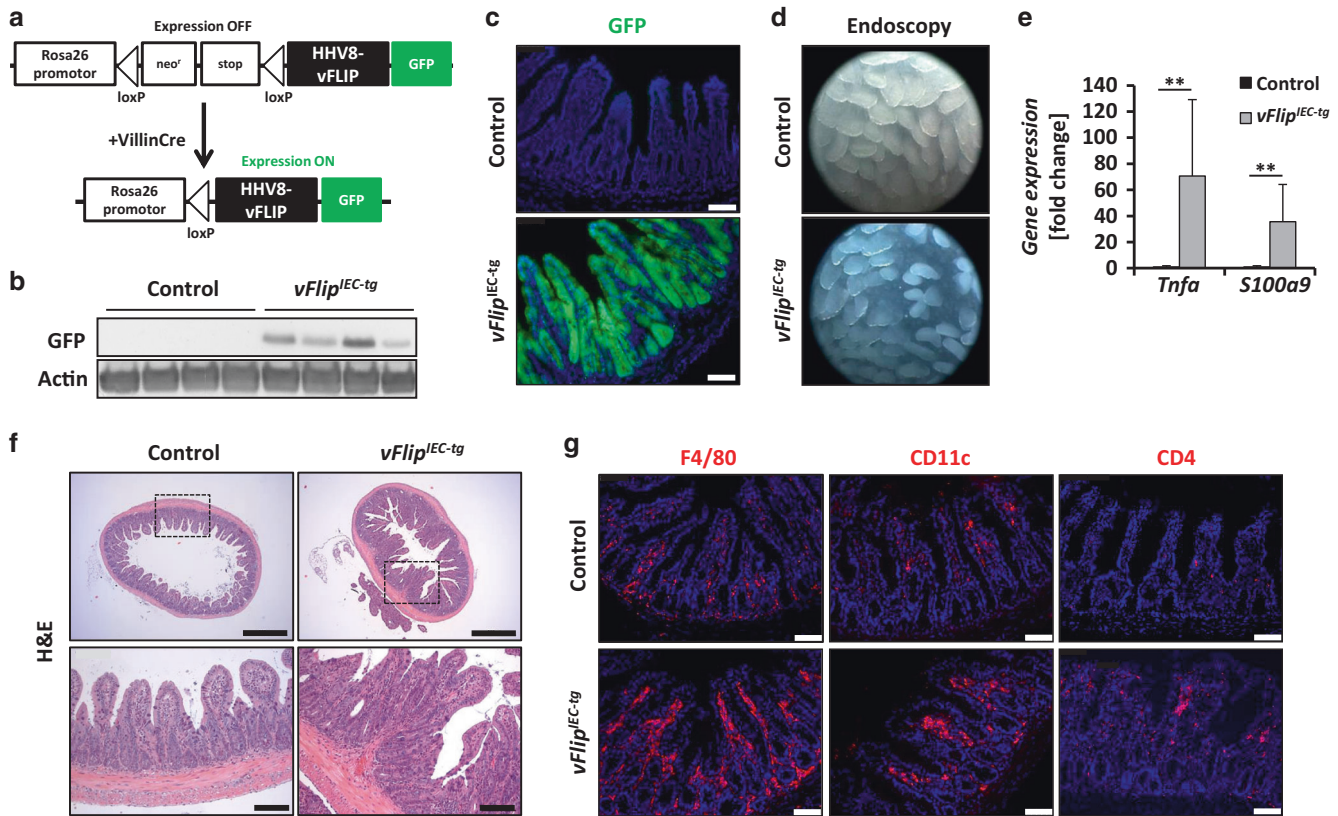 a
Expression OFF
Rosa26 promotor
neoʳ
stop
HHV8-vFLIP
GFP
loxP
loxP
+VillinCre
Expression ON
Rosa26 promotor
HHV8-vFLIP
GFP
loxP
b
Control
vFlipᴵᴱᶜ⁻ᵗᵍ
GFP
Actin
c
GFP
Control
vFlipᴵᴱᶜ⁻ᵗᵍ
d
Endoscopy
Control
vFlipᴵᴱᶜ⁻ᵗᵍ
e
Gene expression
[fold change]
140
120
100
80
60
40
20
0
**
**
Control
vFlipᴵᴱᶜ⁻ᵗᵍ
Tnfa
S100a9
f
Control
vFlipᴵᴱᶜ⁻ᵗᵍ
H&E
g
F4/80
CD11c
CD4
Control
vFlipᴵᴱᶜ⁻ᵗᵍ